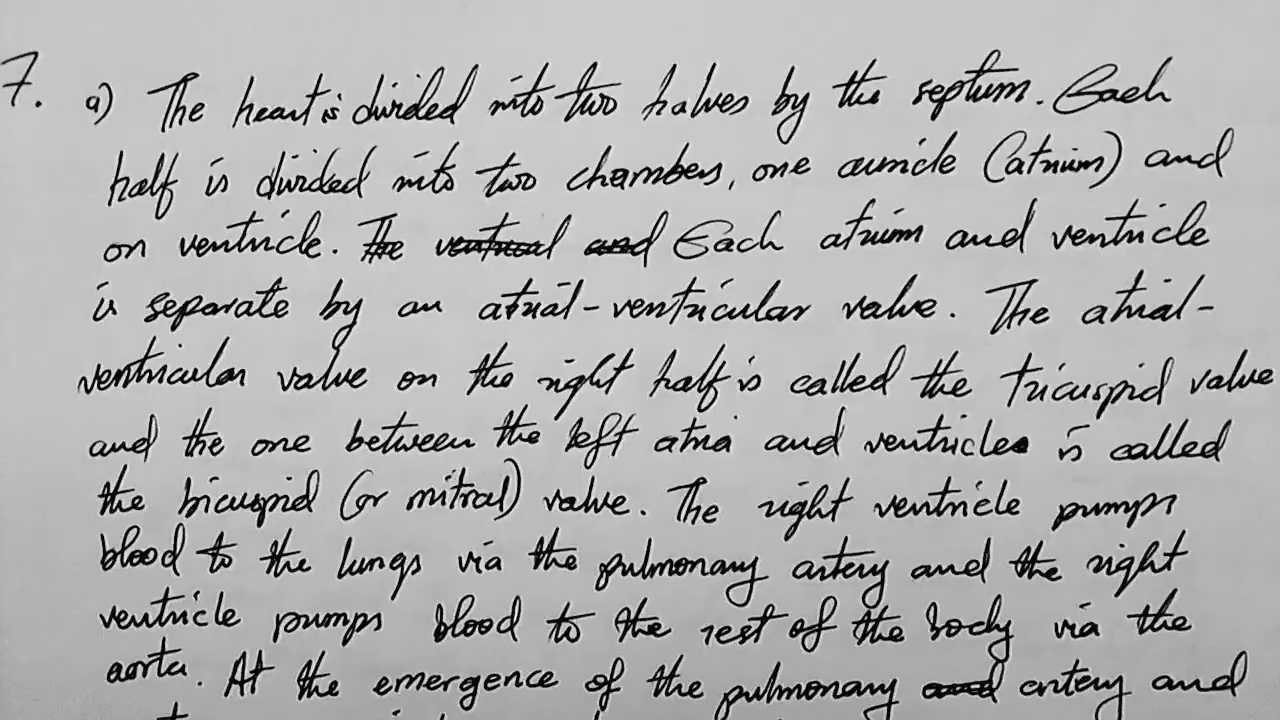 7. a) The heart is divided into two halves by the septum. Each
half is divided into two chambers, one auricle (atrium) and
on ventricle. The ventrical and Each atrium and ventricle
is separate by an atrial-ventricular valve. The atrial-
ventricular valve on the right half is called the tricuspid valve
and the one between the left atria and ventricle is called
the bicuspid (or mitral) valve. The right ventricle pumps
blood to the lungs via the pulmonary artery and the right
ventricle pumps blood to the rest of the body via the
aorta. At the emergence of the pulmonary and artery and